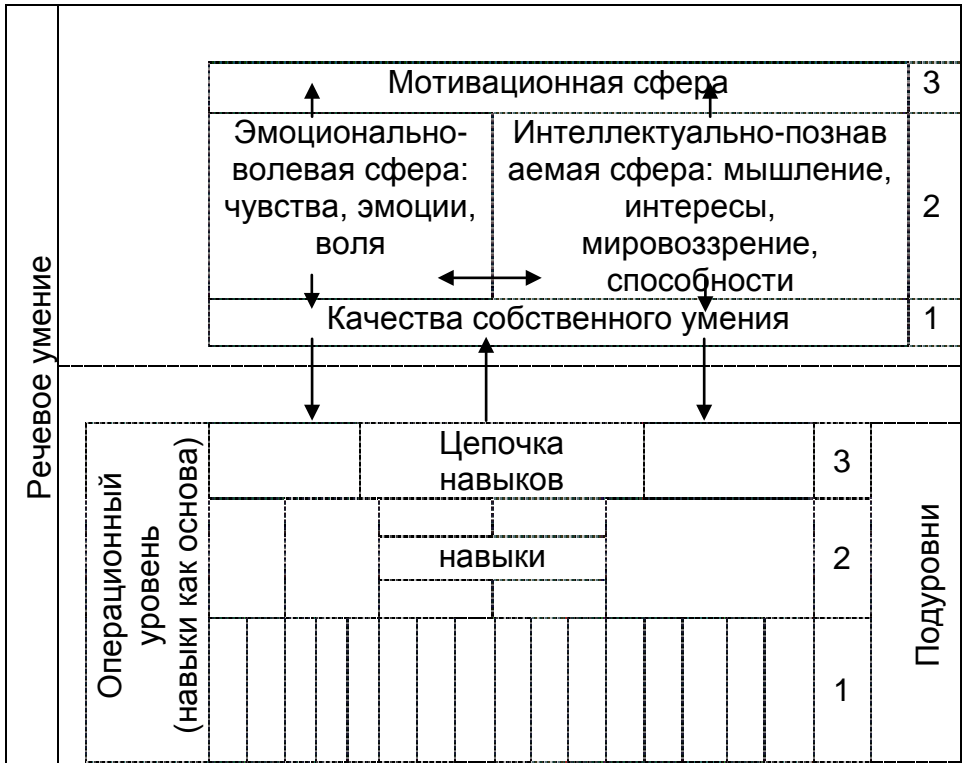 Речевое умение
Мотивационная сфера
3
Эмоционально-
волевая сфера:
чувства, эмоции,
воля
Интеллектуально-познав
аемая сфера: мышление,
интересы,
мировоззрение,
способности
2
Качества собственного умения
1
Операционный
уровень
(навыки как основа)
Цепочка
навыков
3
навыки
2
1
Подуровни